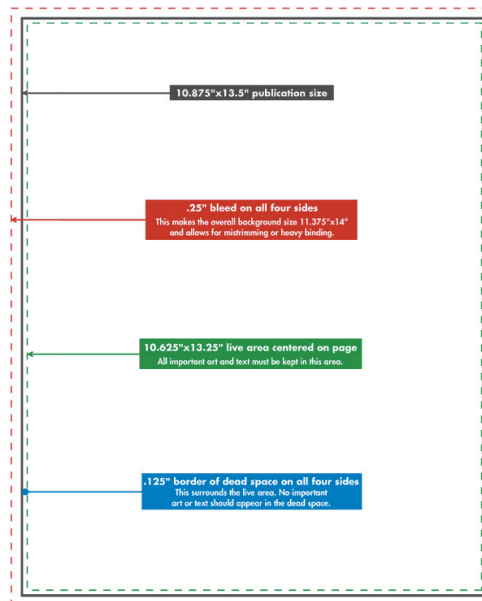 10.875"x13.5" publication size
.25" bleed on all four sides
This makes the overall background size 11.375"x14"
and allows for mistrimming or heavy binding.
10.625"x13.25" live area centered on page
All important art and text must be kept in this area.
.125" border of dead space on all four sides
This surrounds the live area. No important
art or text should appear in the dead space.